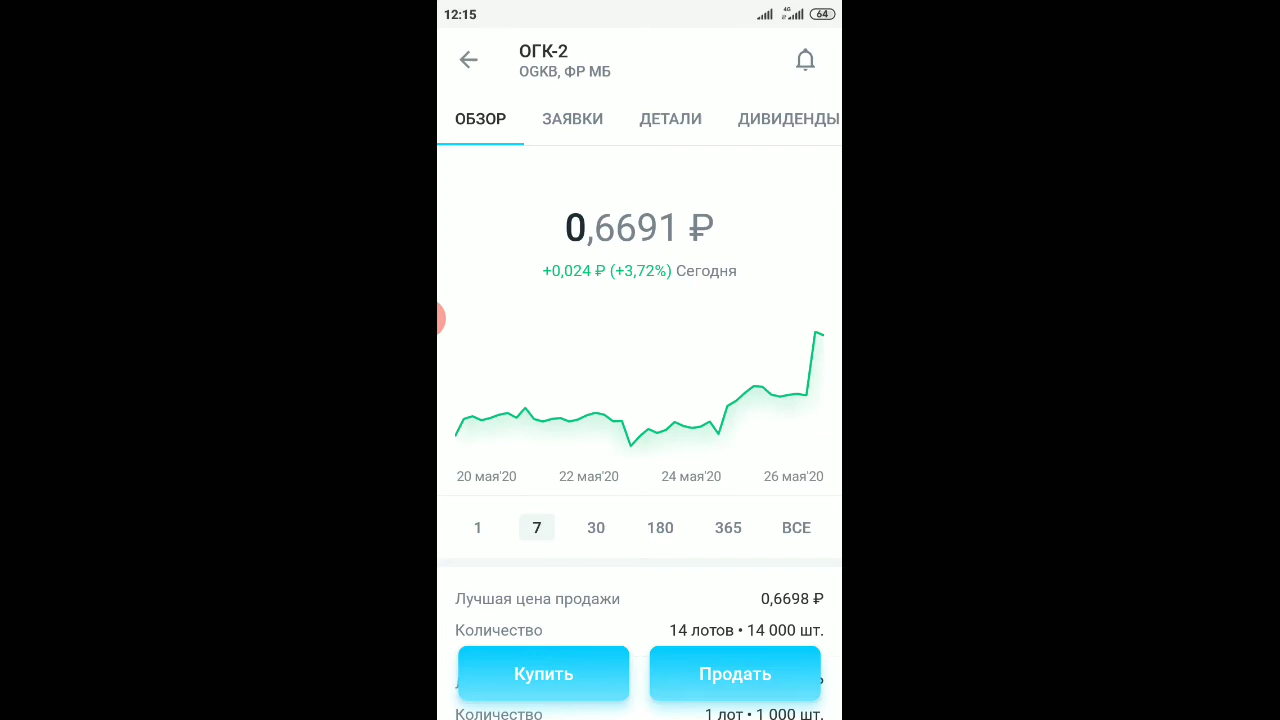 12:15
4G
64
ОГК-2
OGKB, ФР МБ
ОБЗОР ЗАЯВКИ ДЕТАЛИ ДИВИДЕНДЫ
0,6691 ₽
+0,024 ₽ (+3,72%) Сегодня
20 мая'20 22 мая'20 24 мая'20 26 мая'20
1 7 30 180 365 ВСЕ
Лучшая цена продажи 0,6698 ₽
Количество 14 лотов • 14 000 шт.
Купить Продать
Количество 1 лот • 1 000 шт.